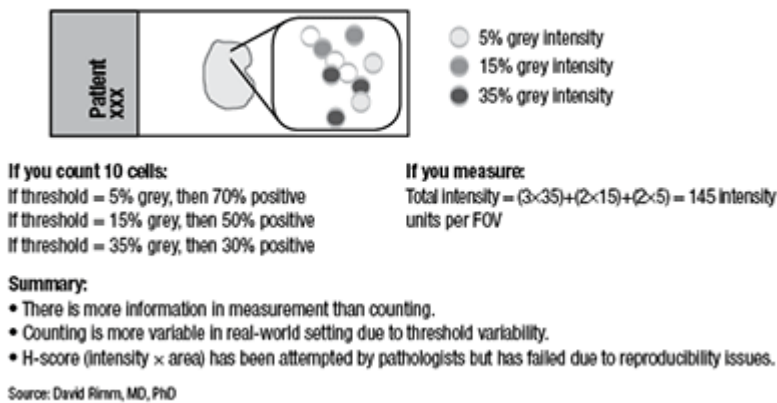 Patient
XXX
5% grey intensity
15% grey intensity
35% grey intensity
If you count 10 cells:
If threshold = 5% grey, then 70% positive
If threshold = 15% grey, then 50% positive
If threshold = 35% grey, then 30% positive
If you measure:
Total intensity = (3×35)+(2×15)+(2×5) = 145 intensity
units per FOV
Summary:
• There is more information in measurement than counting.
• Counting is more variable in real-world setting due to threshold variability.
• H-score (intensity × area) has been attempted by pathologists but has failed due to reproducibility issues.
Source: David Rimm, MD, PhD